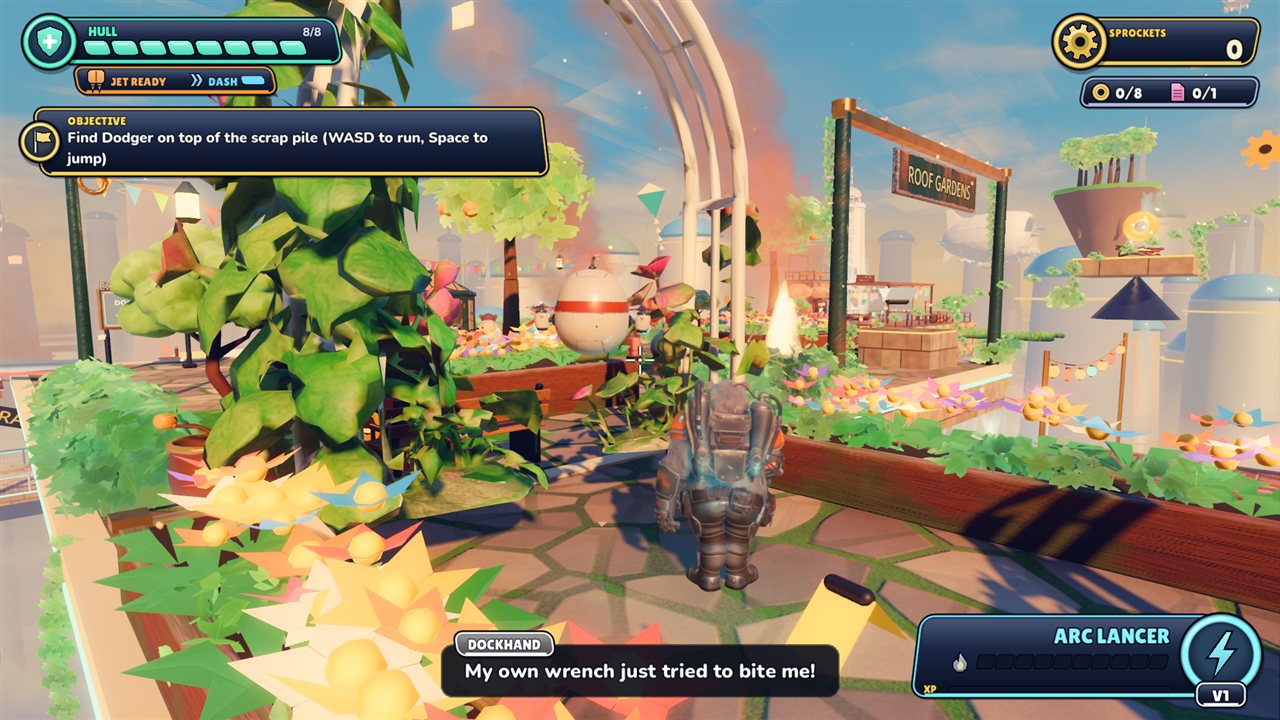 HULL
8/8
JET READY
DASH
SPROCKETS
0
0/8
0/1
OBJECTIVE
Find Dodger on top of the scrap pile (WASD to run, Space to
jump)
ROOF GARDENS
DOCKHAND
My own wrench just tried to bite me!
ARC LANCER
XP
V1